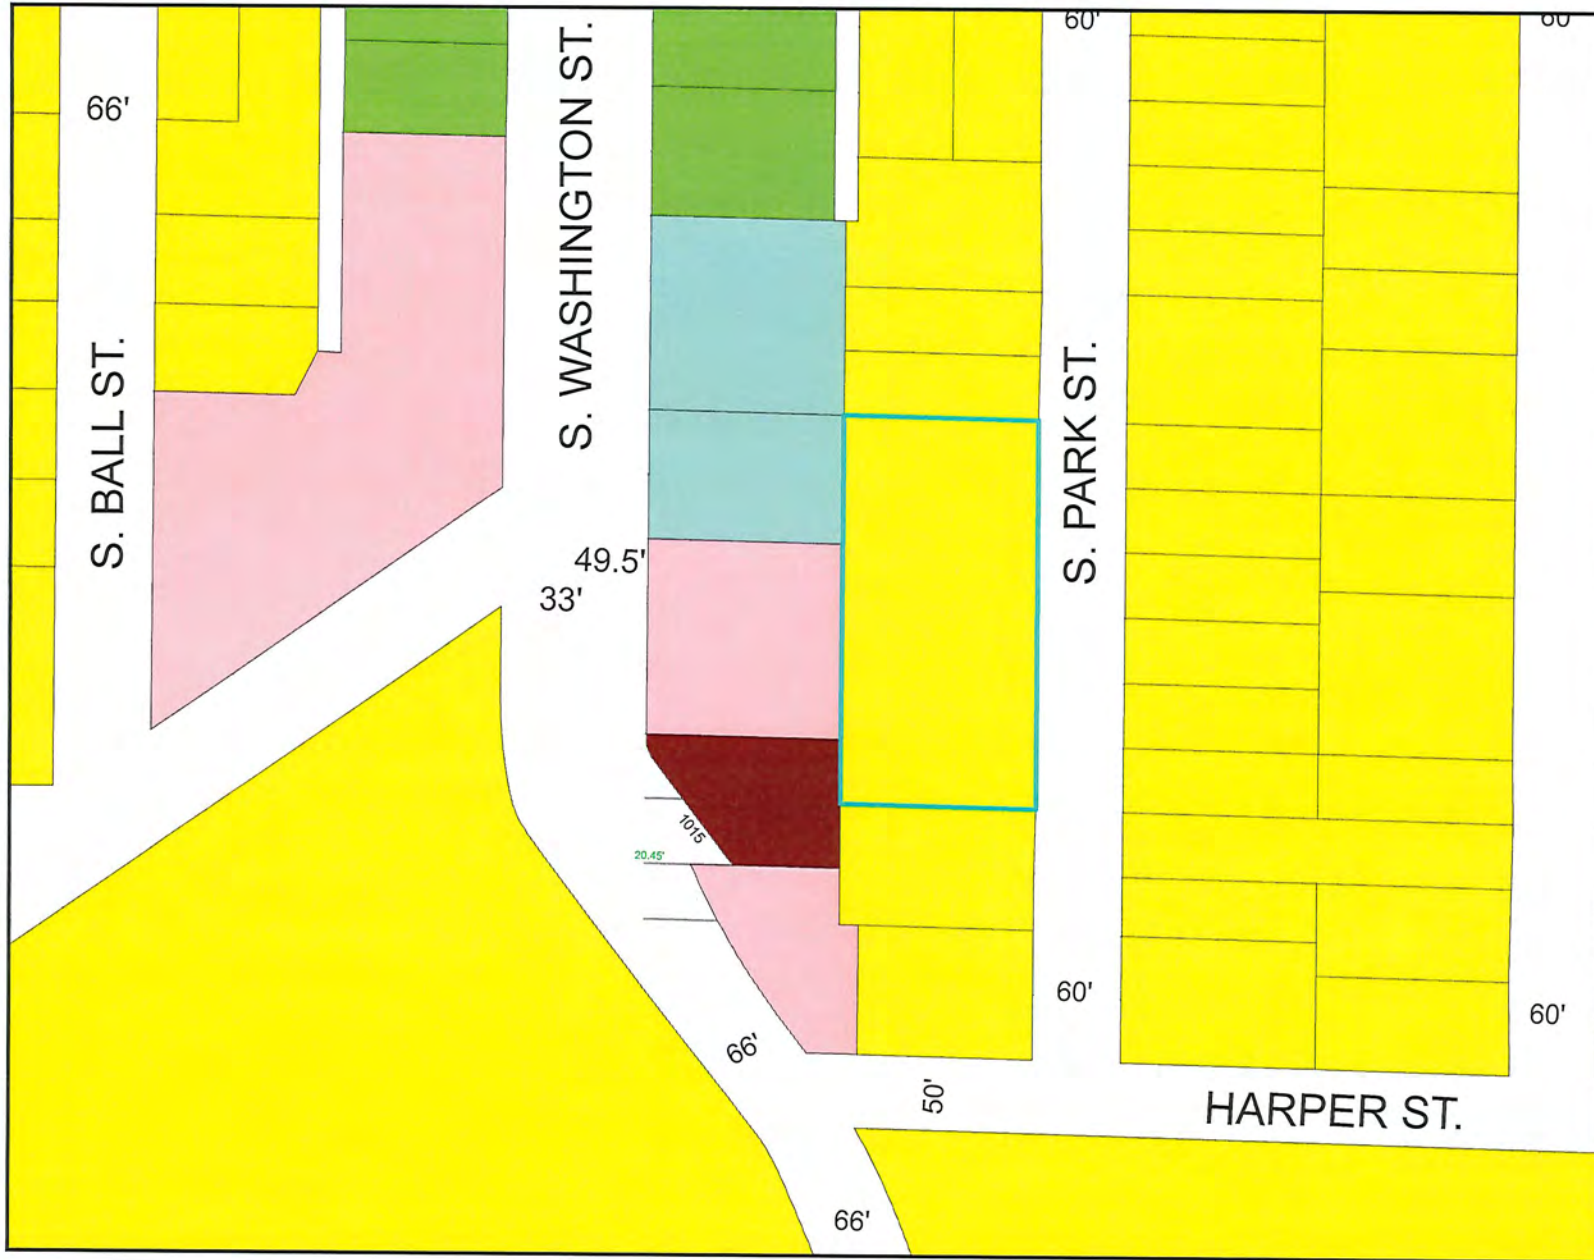 60'
66'
S. WASHINGTON ST.
S. BALL ST.
S. PARK ST.
49.5'
33'
1015
20.45'
60'
60'
66'
50'
HARPER ST.
66'